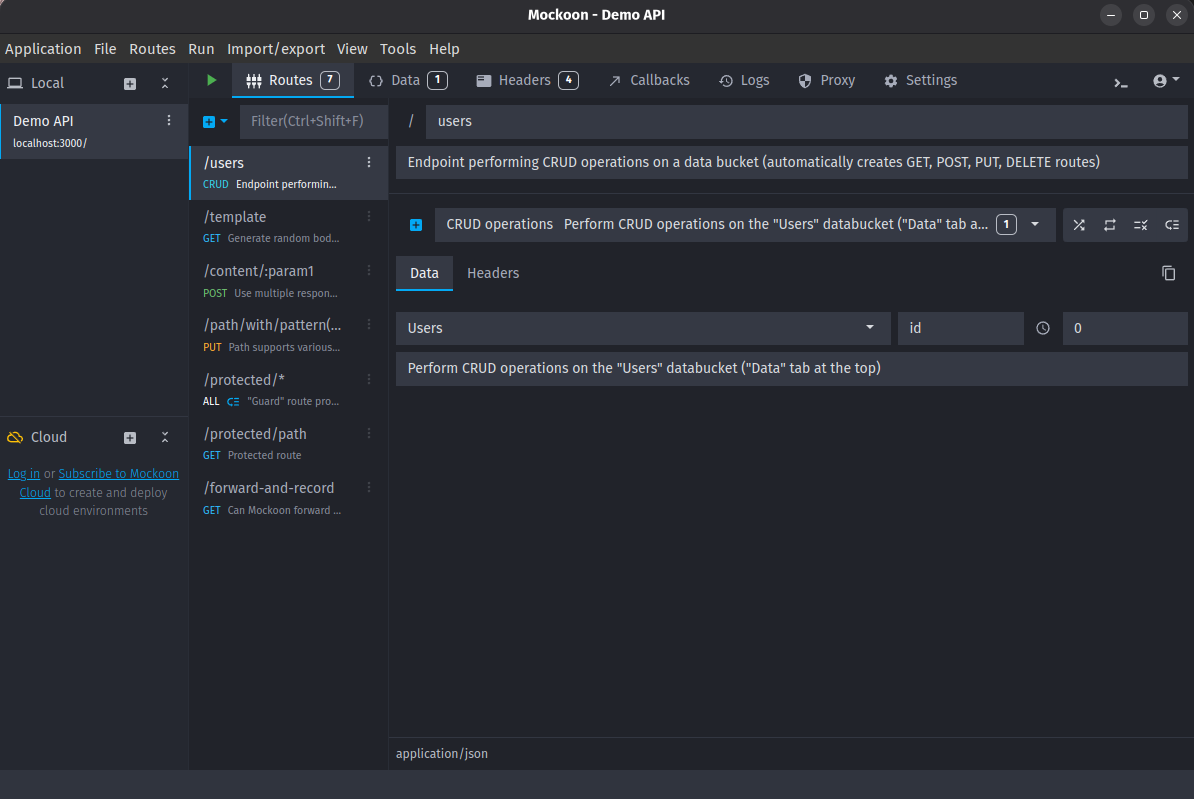 Mockoon - Demo API
Application File Routes Run Import/export View Tools Help
Local
Demo API
localhost:3000/
Cloud
Log in or Subscribe to Mockoon
Cloud to create and deploy
cloud environments
Routes 7 Data 1 Headers 4 Callbacks Logs Proxy Settings
Filter(Ctrl+Shift+F)
/users
CRUD Endpoint performin...
/template
GET Generate random bod...
/content/:param1
POST Use multiple respon...
/path/with/pattern(...
PUT Path supports various...
/protected/*
ALL "Guard" route pro...
/protected/path
GET Protected route
/forward-and-record
GET Can Mockoon forward ...
/ users
Endpoint performing CRUD operations on a data bucket (automatically creates GET, POST, PUT, DELETE routes)
CRUD operations Perform CRUD operations on the "Users" databucket ("Data" tab a... 1
Data Headers
Users id 0
Perform CRUD operations on the "Users" databucket ("Data" tab at the top)
application/json